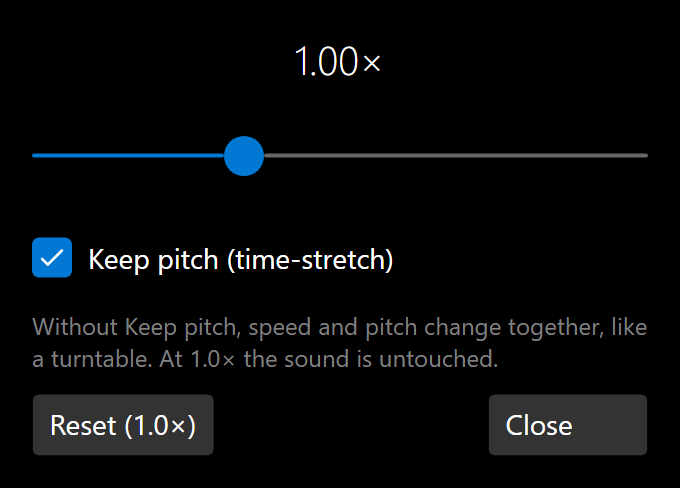 1.00×
Keep pitch (time-stretch)
Without Keep pitch, speed and pitch change together, like
a turntable. At 1.0× the sound is untouched.
Reset (1.0×)
Close